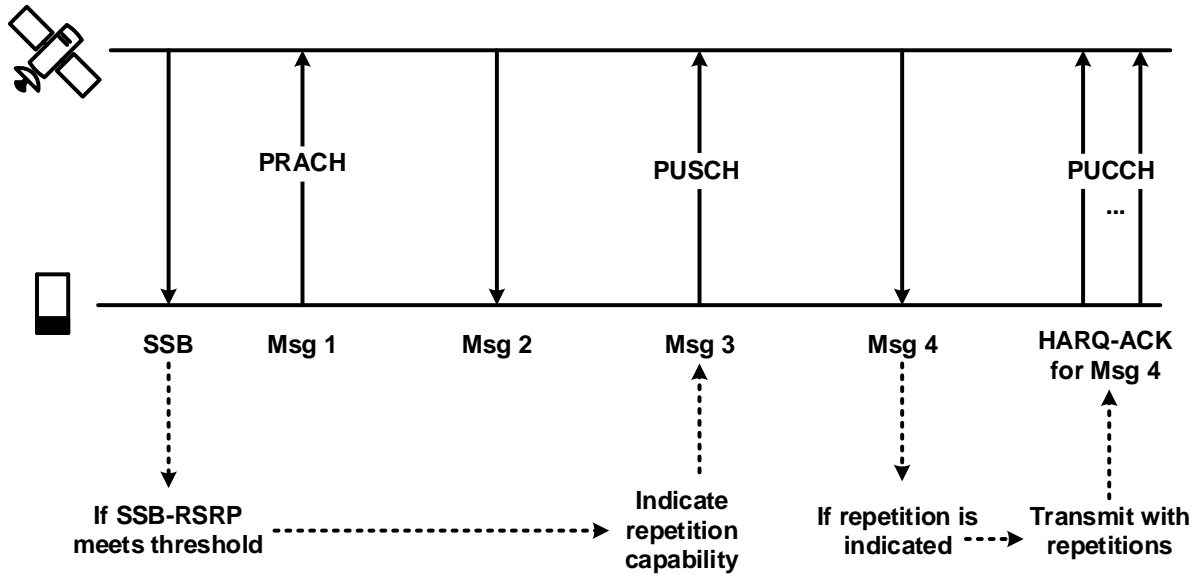 PRACH
PUSCH
PUCCH
...
SSB
Msg 1
Msg 2
Msg 3
Msg 4
HARQ-ACK
for Msg 4
If SSB-RSRP
meets threshold
Indicate
repetition
capability
If repetition is
indicated
Transmit with
repetitions